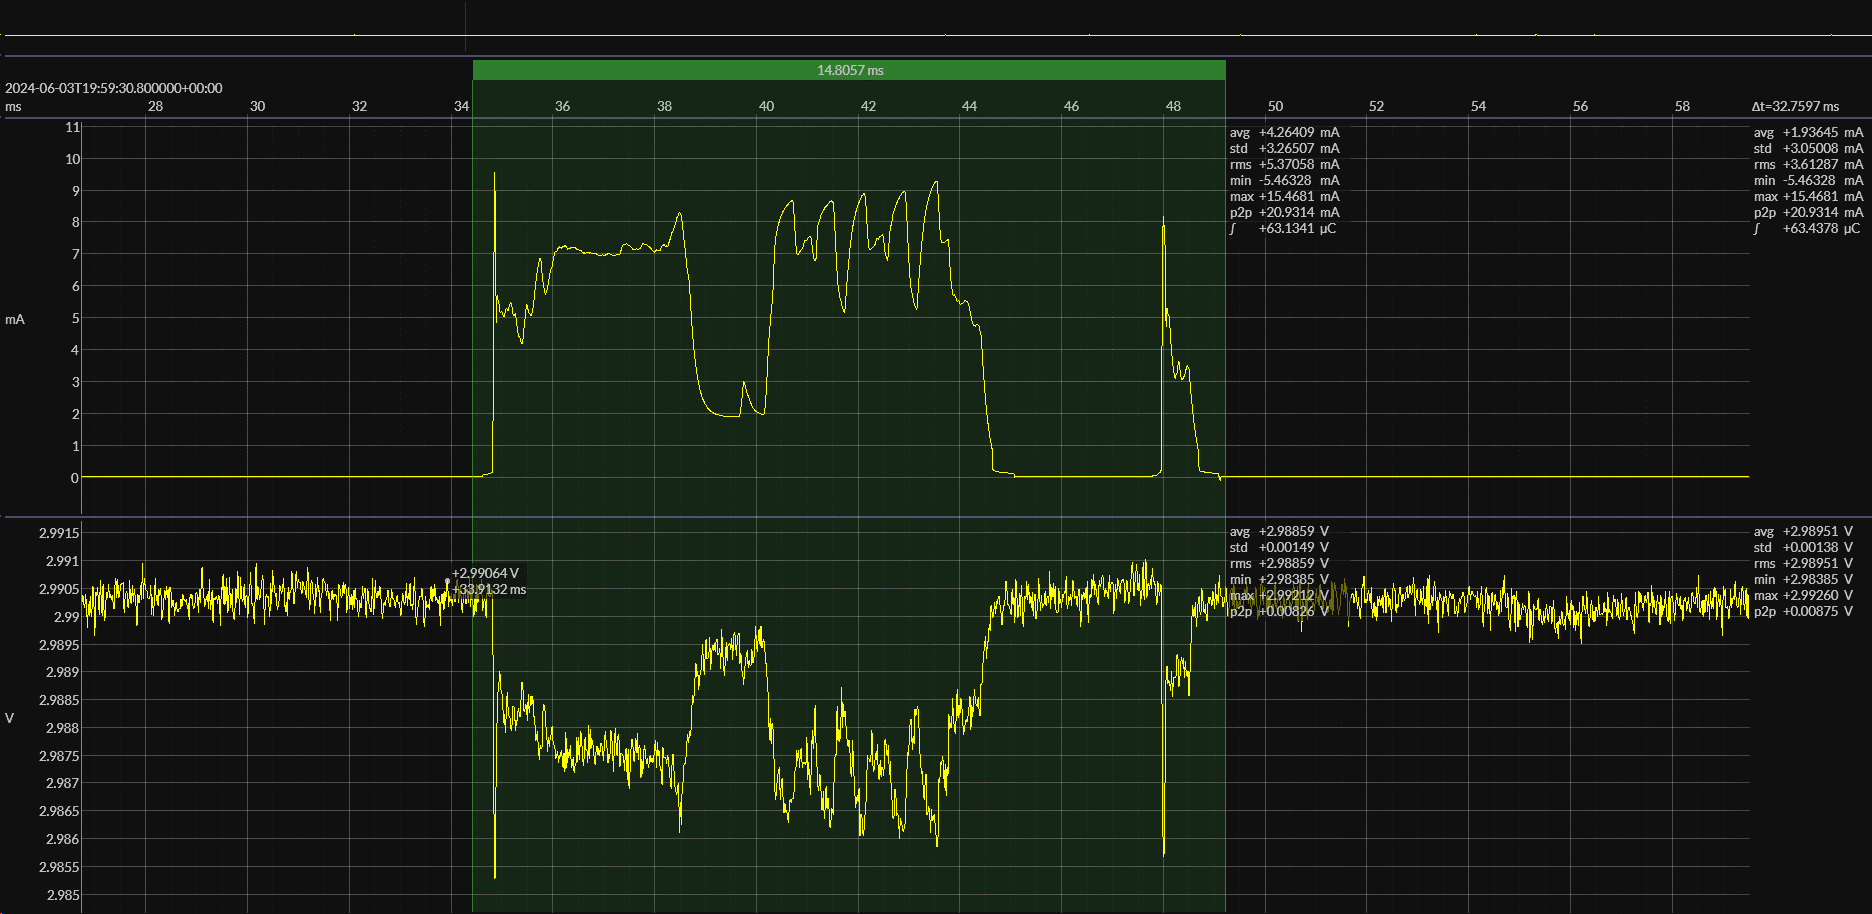 14.8057 ms
2024-06-03T19:59:30.800000+00:00
ms 28 30 32 34 36 38 40 42 44 46 48 50 52 54 56 58 Δt=32.7597 ms
11
10
9
8
7
6
5
4
3
2
1
0
mA
avg +4.26409 mA
std +3.26507 mA
rms +5.37058 mA
min -5.46328 mA
max +15.4681 mA
p2p +20.9314 mA
∫ +63.1341 µC
avg +1.93645 mA
std +3.05008 mA
rms +3.61287 mA
min -5.46328 mA
max +15.4681 mA
p2p +20.9314 mA
∫ +63.4378 µC
2.9915
2.991
2.9905
2.99
2.9895
2.989
2.9885
2.988
2.9875
2.987
2.9865
2.986
2.9855
2.985
V
+2.99064 V
+33.9132 ms
avg +2.98859 V
std +0.00149 V
rms +2.98859 V
min +2.98385 V
max +2.99212 V
p2p +0.00826 V
avg +2.98951 V
std +0.00138 V
rms +2.98951 V
min +2.98385 V
max +2.99260 V
p2p +0.00875 V